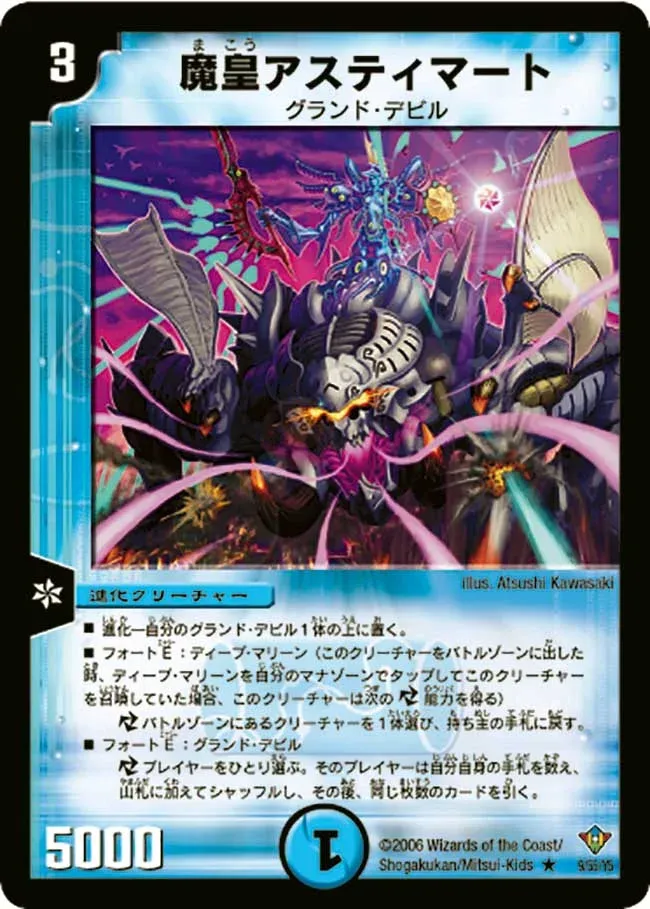 3
まこう
魔皇アスティマート
グランド・デビル
illus. Atsushi Kawasaki
進化クリーチャー
■ 進化―自分のグランド・デビル1体の上に置く。
■ フォートE:ディープ・マリーン(このクリーチャーをバトルゾーンに出した
時、ディープ・マリーンを自分のマナゾーンでタップしてこのクリーチャー
を召喚していた場合、このクリーチャーは次の 能力を得る)
バトルゾーンにあるクリーチャーを1体選び、持ち主の手札に戻す。
■ フォートE:グランド・デビル
プレイヤーをひとり選ぶ。そのプレイヤーは自分自身の手札を数え、
山札に加えてシャッフルし、その後、同じ枚数のカードを引く。
5000
1
©2006 Wizards of the Coast/
Shogakukan/Mitsui-Kids ★ 9/55/Y5